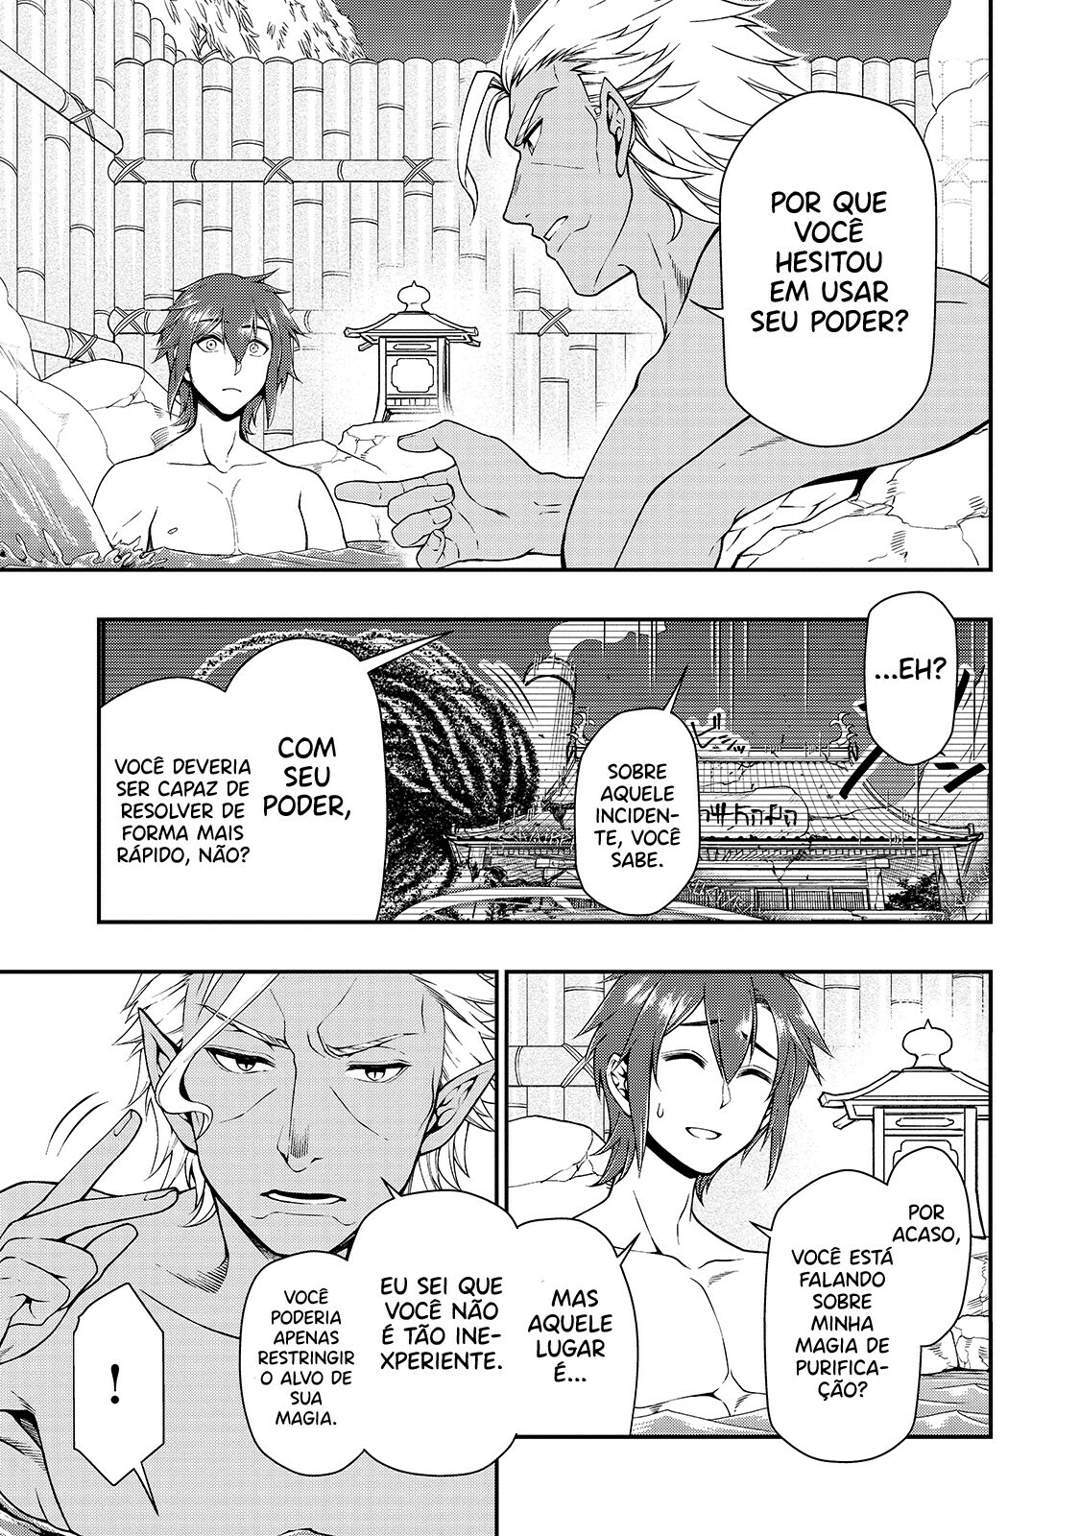 POR QUE
VOCÊ
HESITOU
EM USAR
SEU PODER?
...EH?
SOBRE
AQUELE
INCIDEN-
TE, VOCÊ
SABE.
COM
SEU
PODER,
VOCÊ DEVERIA
SER CAPAZ DE
RESOLVER DE
FORMA MAIS
RÁPIDO, NÃO?
POR
ACASO,
VOCÊ ESTÁ
FALANDO
SOBRE
MINHA
MAGIA DE
PURIFICA-
ÇÃO?
MAS
AQUELE
LUGAR
É...
EU SEI QUE
VOCÊ NÃO
É TÃO INE-
XPERIENTE.
VOCÊ
PODERIA
APENAS
RESTRINGIR
O ALVO DE
SUA
MAGIA.
!